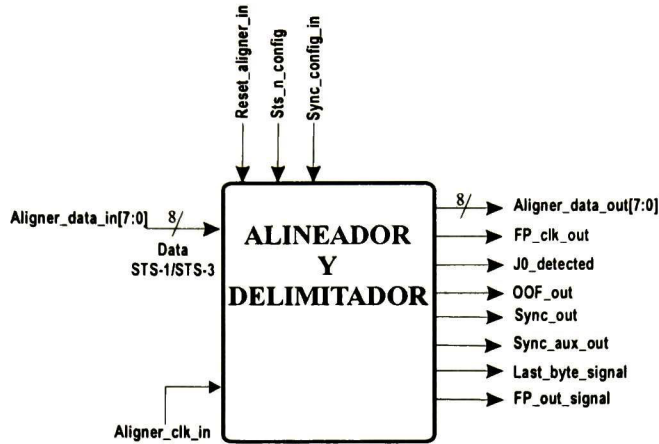 Reset_aligner_in
Sts_n_config
Sync_config_in
Aligner_data_in[7:0]
8
Data
STS-1/STS-3
Aligner_clk_in
ALINEADOR
Y
DELIMITADOR
8
Aligner_data_out[7:0]
FP_clk_out
J0_detected
OOF_out
Sync_out
Sync_aux_out
Last_byte_signal
FP_out_signal